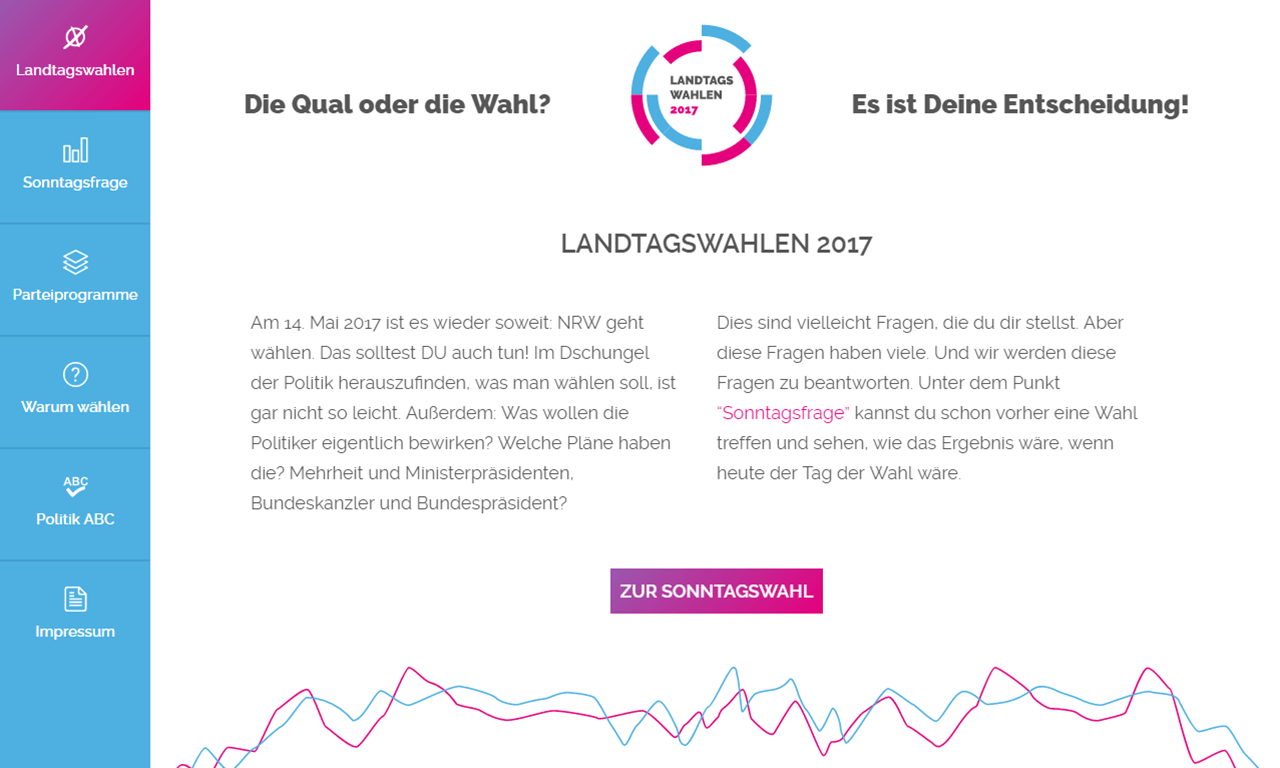 Landtagswahlen
Sonntagsfrage
Parteiprogramme
Warum wählen
ABC
Politik ABC
Impressum
Die Qual oder die Wahl?
LANDTAGS
WAHLEN
2017
Es ist Deine Entscheidung!
LANDTAGSWAHLEN 2017
Am 14. Mai 2017 ist es wieder soweit: NRW geht
wählen. Das solltest DU auch tun! Im Dschungel
der Politik herauszufinden, was man wählen soll, ist
gar nicht so leicht. Außerdem: Was wollen die
Politiker eigentlich bewirken? Welche Pläne haben
die? Mehrheit und Ministerpräsidenten,
Bundeskanzler und Bundespräsident?
Dies sind vielleicht Fragen, die du dir stellst. Aber
diese Fragen haben viele. Und wir werden diese
Fragen zu beantworten. Unter dem Punkt
“Sonntagsfrage” kannst du schon vorher eine Wahl
treffen und sehen, wie das Ergebnis wäre, wenn
heute der Tag der Wahl wäre.
ZUR SONNTAGSWAHL